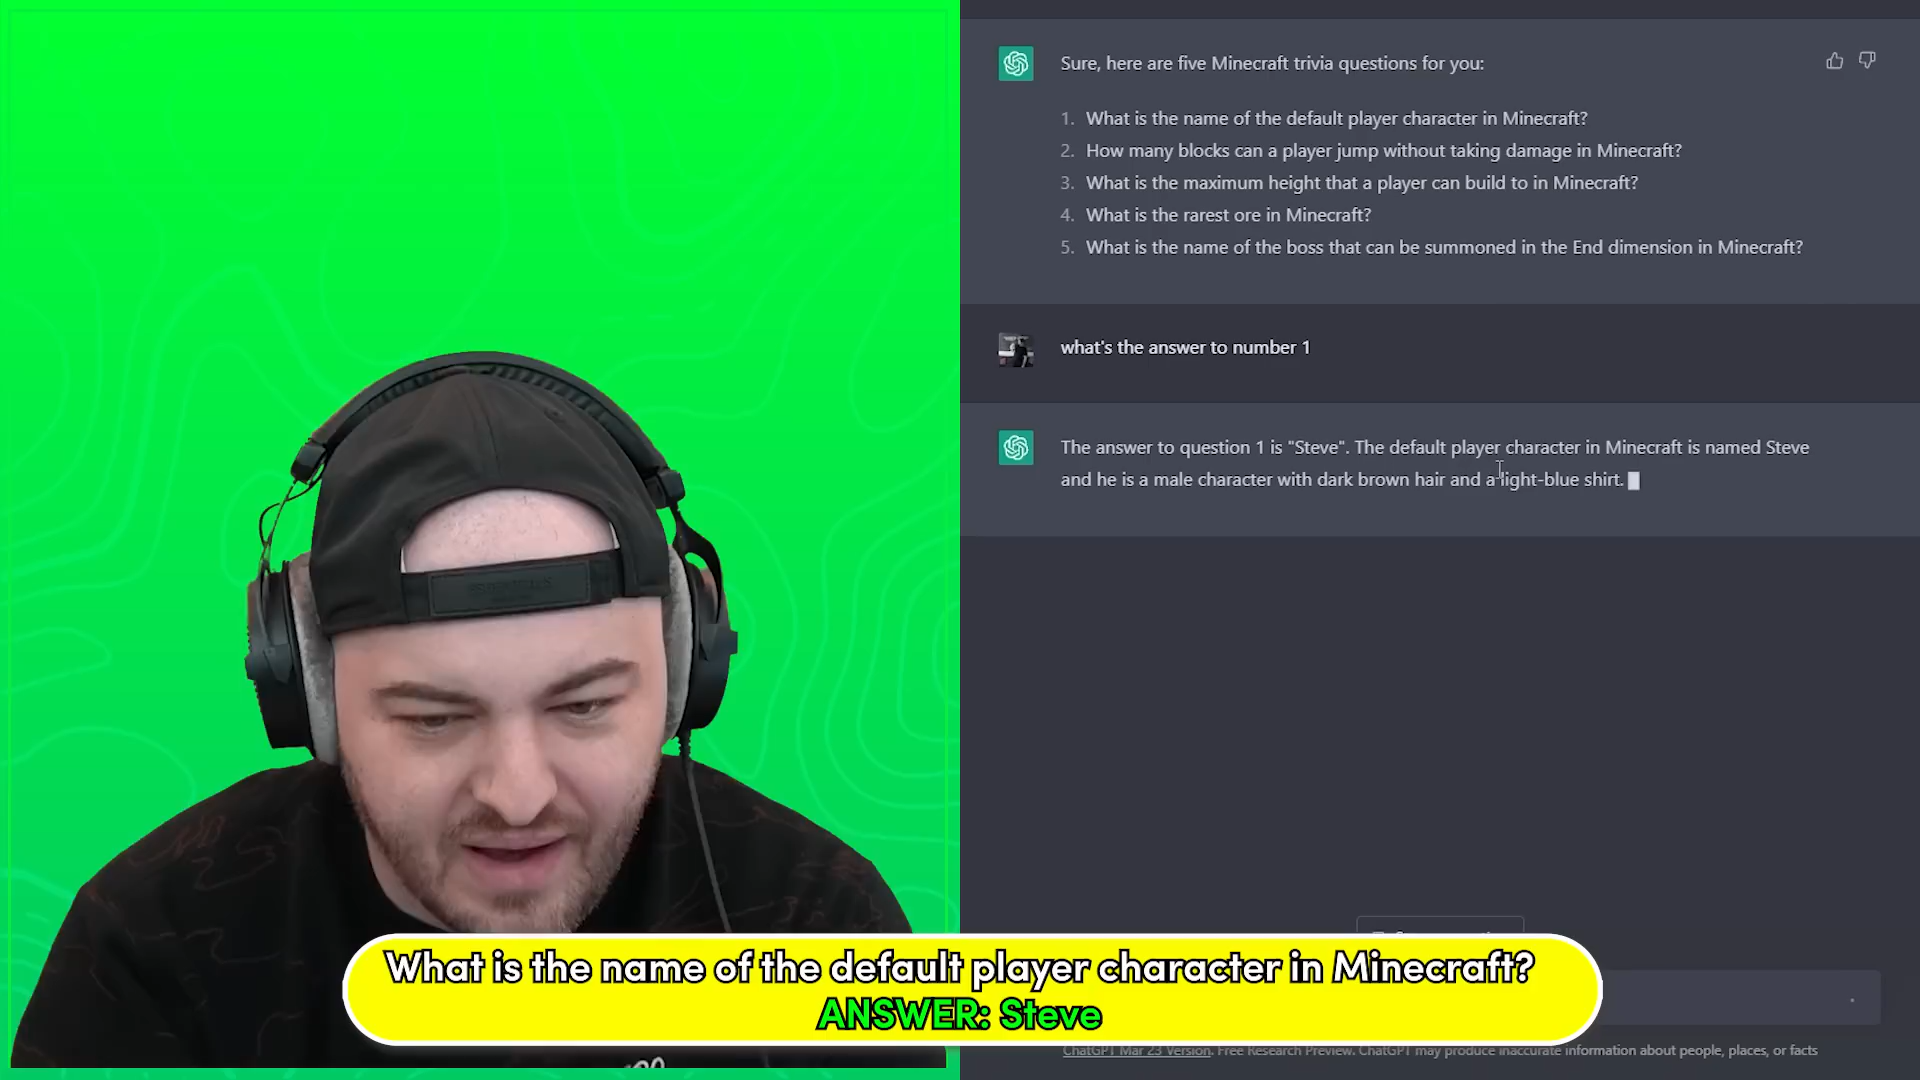 Sure, here are five Minecraft trivia questions for you:
1. What is the name of the default player character in Minecraft?
2. How many blocks can a player jump without taking damage in Minecraft?
3. What is the maximum height that a player can build to in Minecraft?
4. What is the rarest ore in Minecraft?
5. What is the name of the boss that can be summoned in the End dimension in Minecraft?
what's the answer to number 1
The answer to question 1 is "Steve". The default player character in Minecraft is named Steve
and he is a male character with dark brown hair and a light-blue shirt.
What is the name of the default player character in Minecraft?
ANSWER: Steve
ChatGPT Mar 23 Version. Free Research Preview. ChatGPT may produce inaccurate information about people, places, or facts